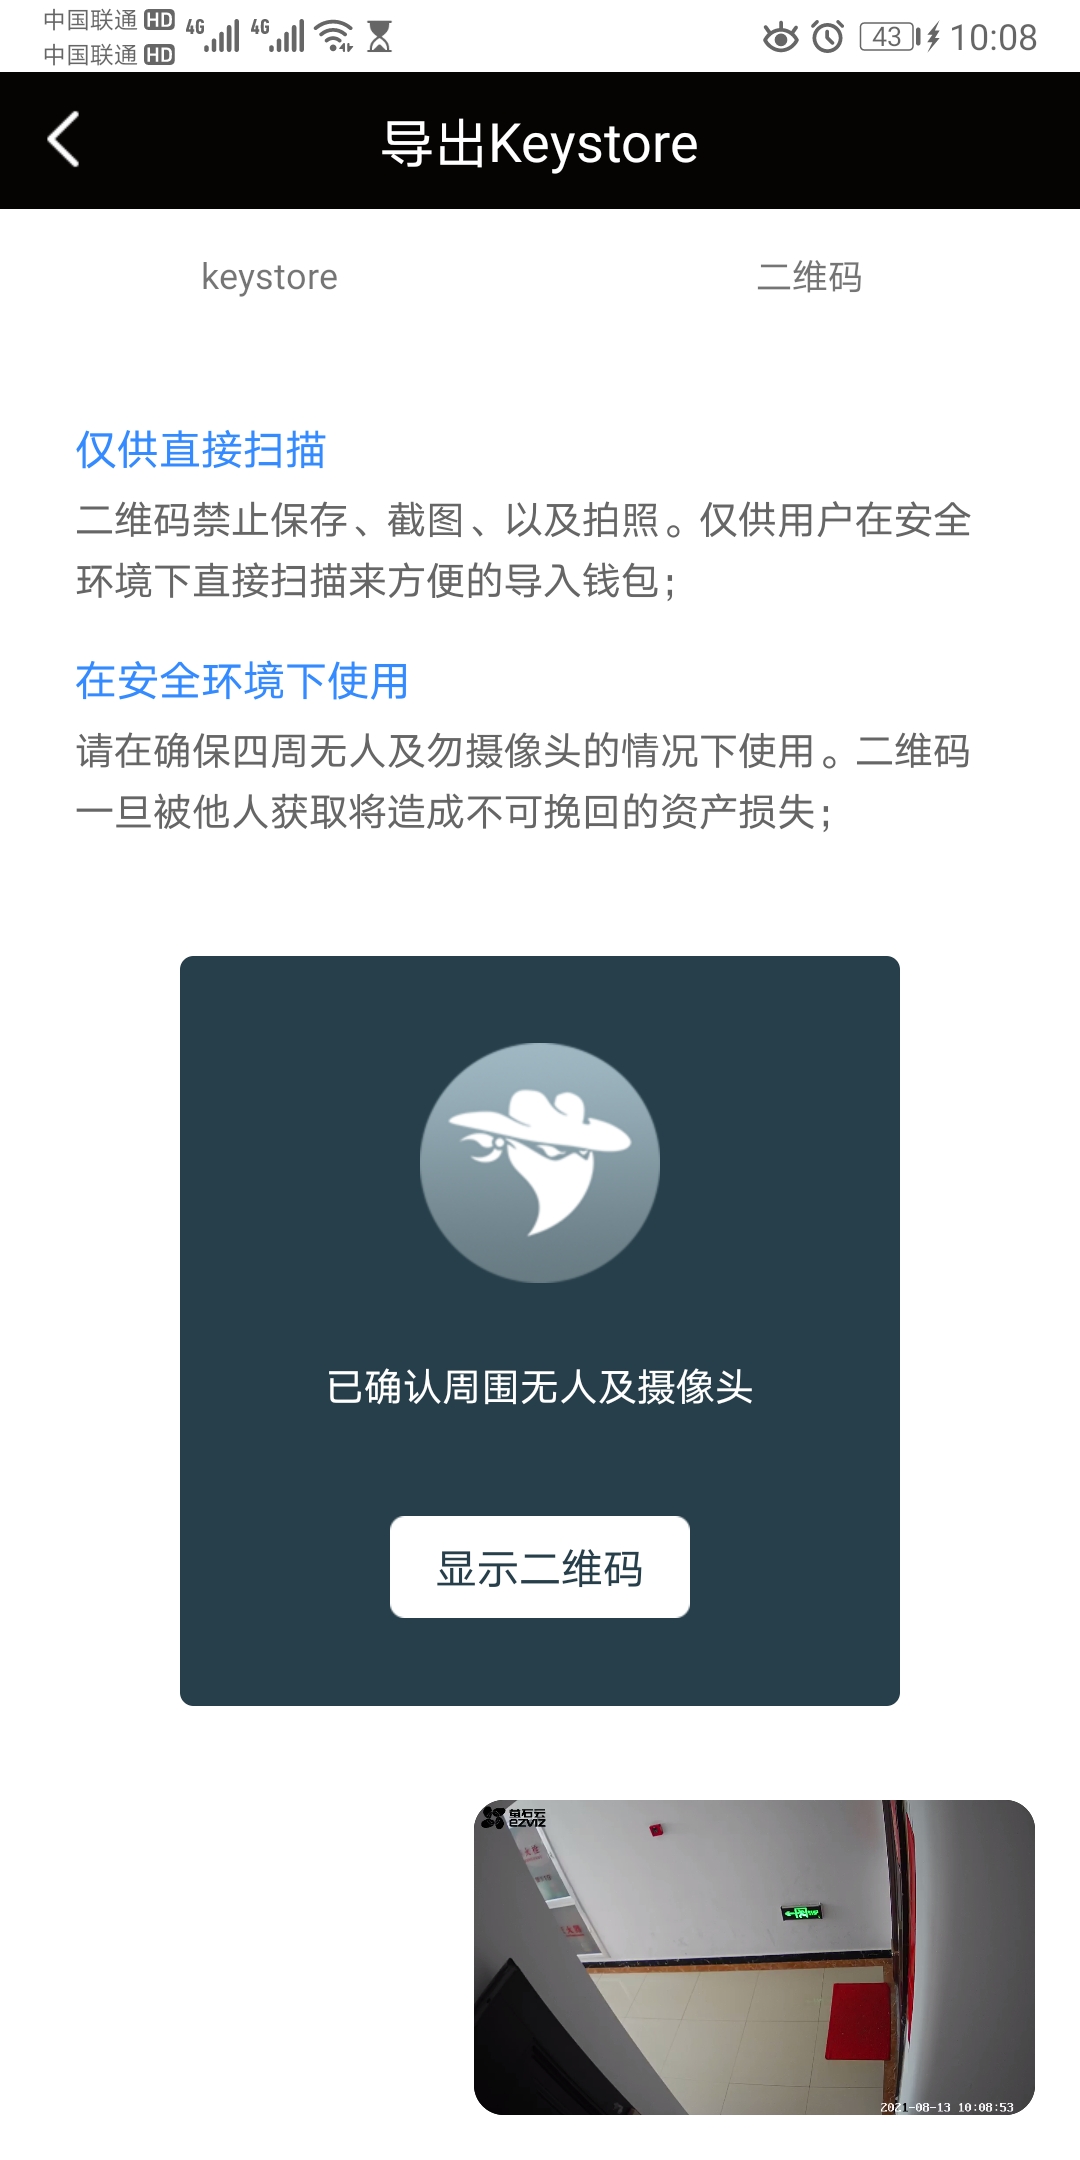 中国联通 HD 4G 4G 43 10:08
中国联通 HD
导出Keystore
keystore 二维码
仅供直接扫描
二维码禁止保存、截图、以及拍照。仅供用户在安全
环境下直接扫描来方便的导入钱包；
在安全环境下使用
请在确保四周无人及勿摄像头的情况下使用。二维码
一旦被他人获取将造成不可挽回的资产损失；
已确认周围无人及摄像头
显示二维码
萤石云
ezviz
2021-08-13 10:08:53